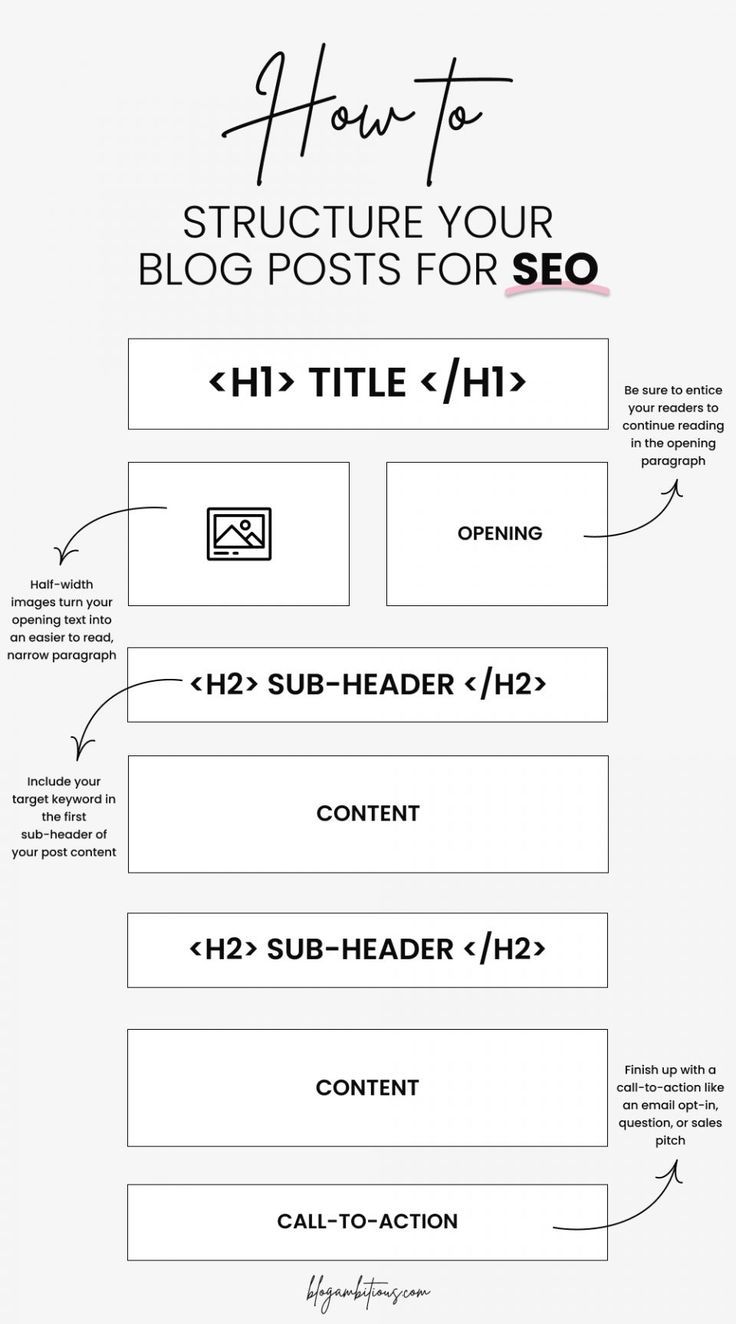 How to
STRUCTURE YOUR
BLOG POSTS FOR SEO
<H1> TITLE </H1>
Be sure to entice
your readers to
continue reading
in the opening
paragraph
OPENING
Half-width
images turn your
opening text into
an easier to read,
narrow paragraph
<H2> SUB-HEADER </H2>
Include your
target keyword in
the first
sub-header of
your post content
CONTENT
<H2> SUB-HEADER </H2>
CONTENT
Finish up with a
call-to-action like
an email opt-in,
question, or sales
pitch
CALL-TO-ACTION
blogambitious.com